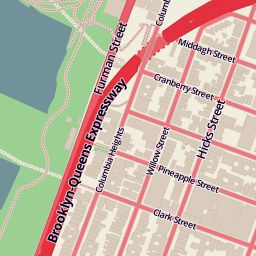 Columb
Furman Street
Middagh Street
Cranberry Street
Hicks Street
Brooklyn-Queens Expressway
Columbia Heights
Willow Street
Pineapple Street
Clark Street